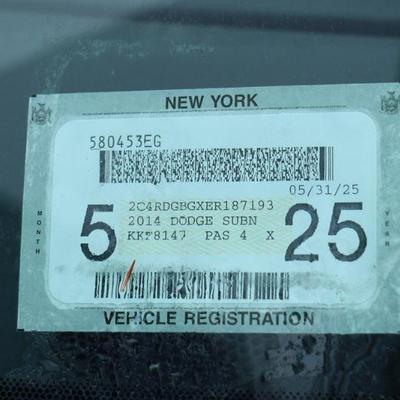 NEW YORK
580453EG
05/31/25
2C4RDGBGXER187193
2014 DODGE SUBN
KKF8147 PAS 4 X
5 25
MONTH
YEAR
VEHICLE REGISTRATION